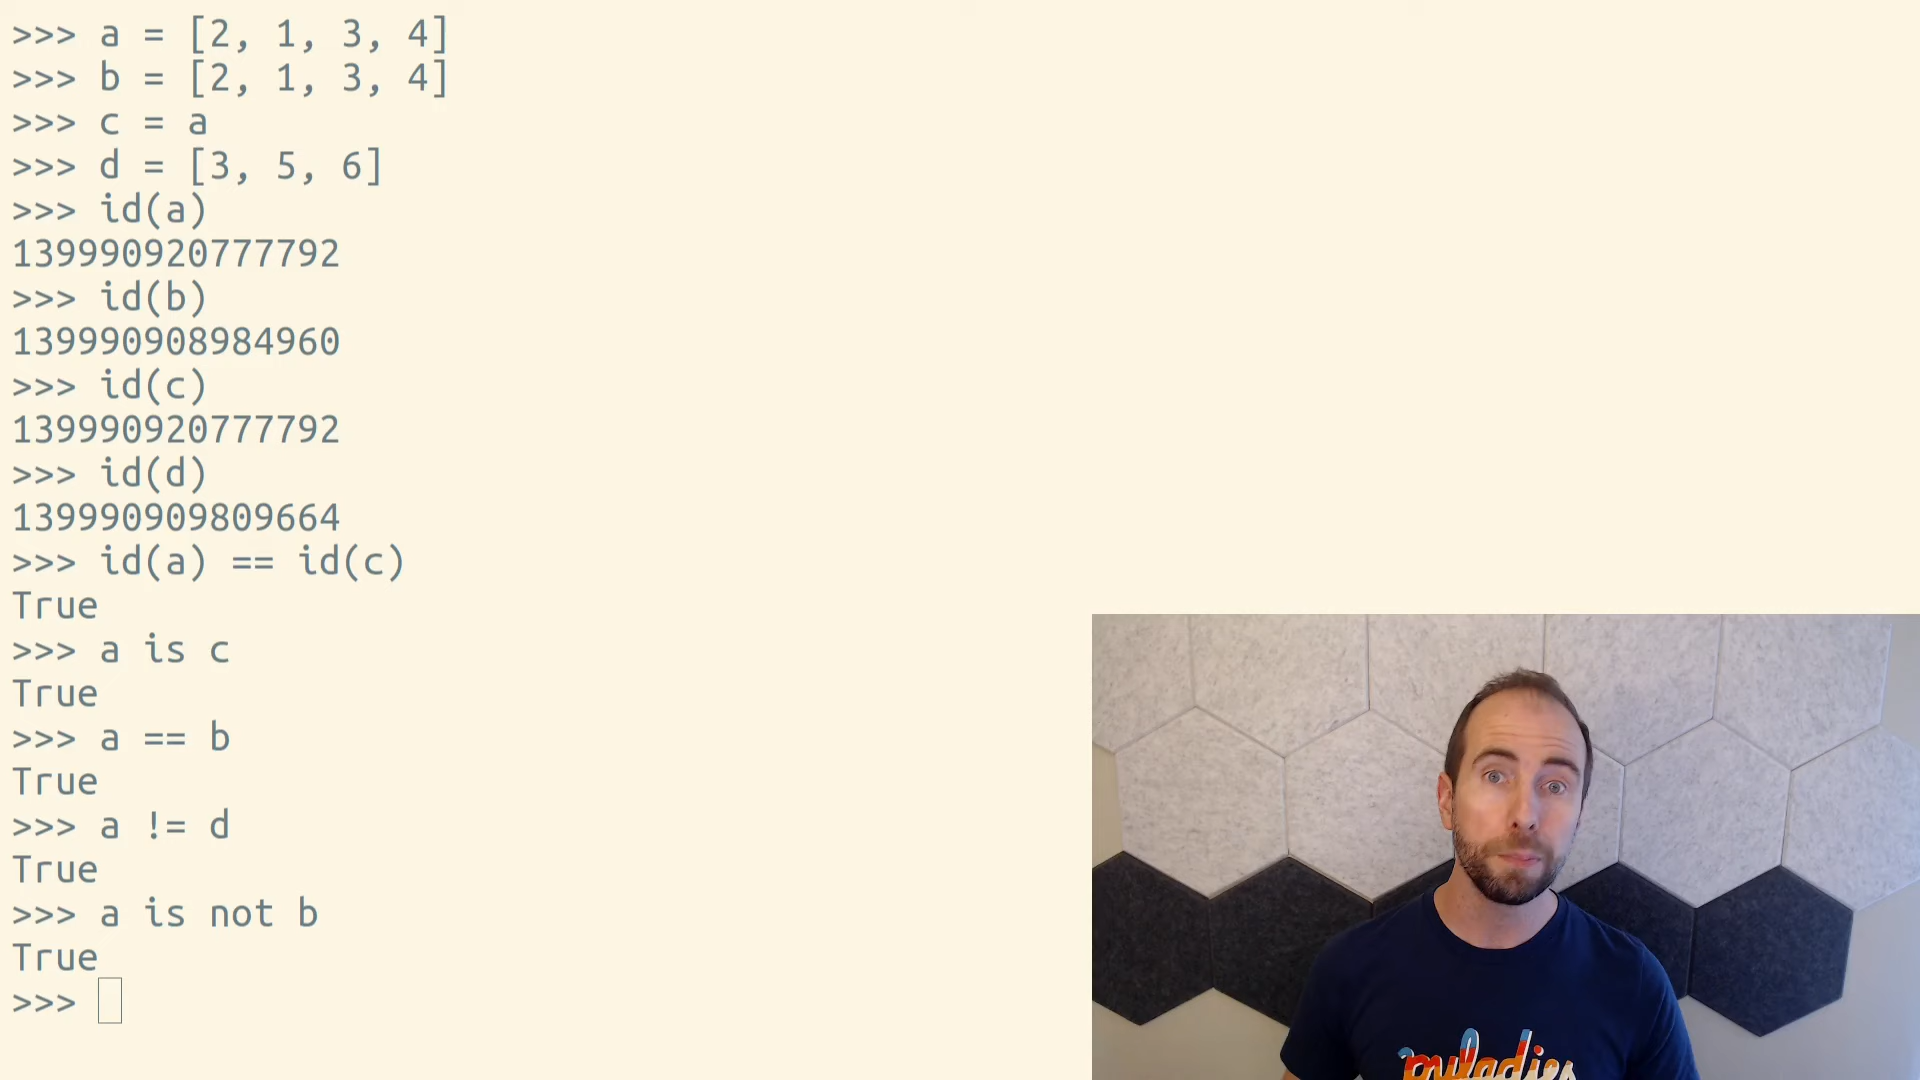 >>> a = [2, 1, 3, 4]
>>> b = [2, 1, 3, 4]
>>> c = a
>>> d = [3, 5, 6]
>>> id(a)
139990920777792
>>> id(b)
139990908984960
>>> id(c)
139990920777792
>>> id(d)
139990909809664
>>> id(a) == id(c)
True
>>> a is c
True
>>> a == b
True
>>> a != d
True
>>> a is not b
True
>>>
pyladies